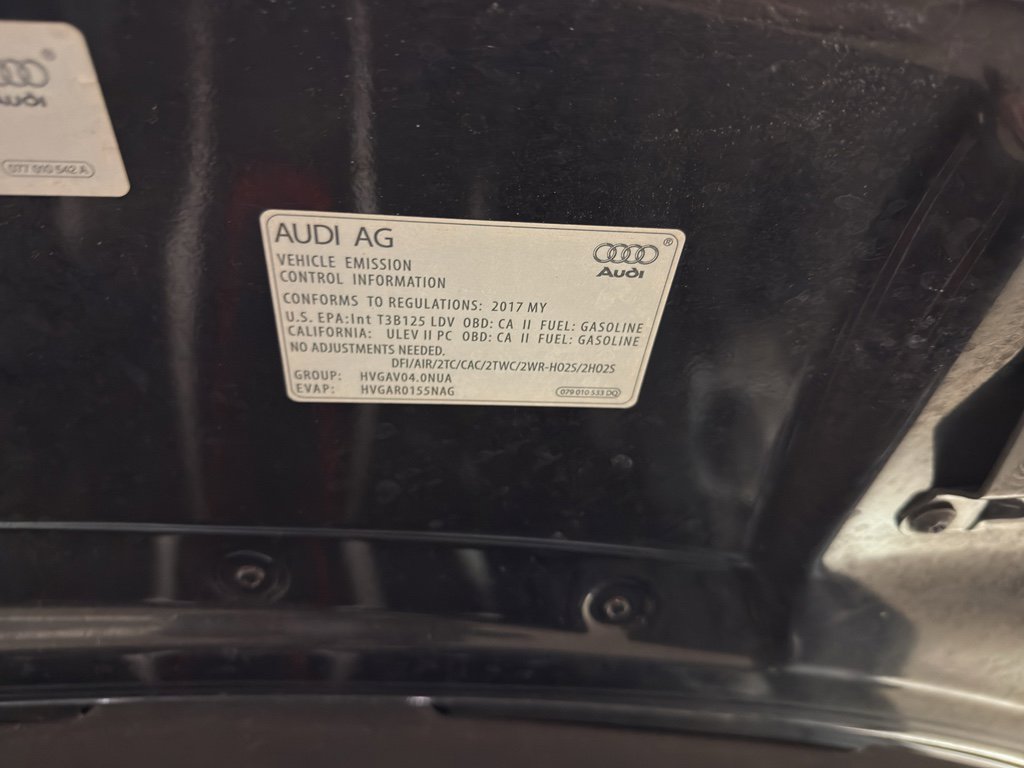 Audi
®
077 010 542 A
AUDI AG
®
Audi
VEHICLE EMISSION
CONTROL INFORMATION
CONFORMS TO REGULATIONS: 2017 MY
U.S. EPA:Int T3B125 LDV OBD: CA II FUEL: GASOLINE
CALIFORNIA: ULEV II PC OBD: CA II FUEL: GASOLINE
NO ADJUSTMENTS NEEDED.
DFI/AIR/2TC/CAC/2TWC/2WR-HO2S/2HO2S
GROUP: HVGAV04.0NUA
EVAP: HVGAR0155NAG
079 010 533 DQ